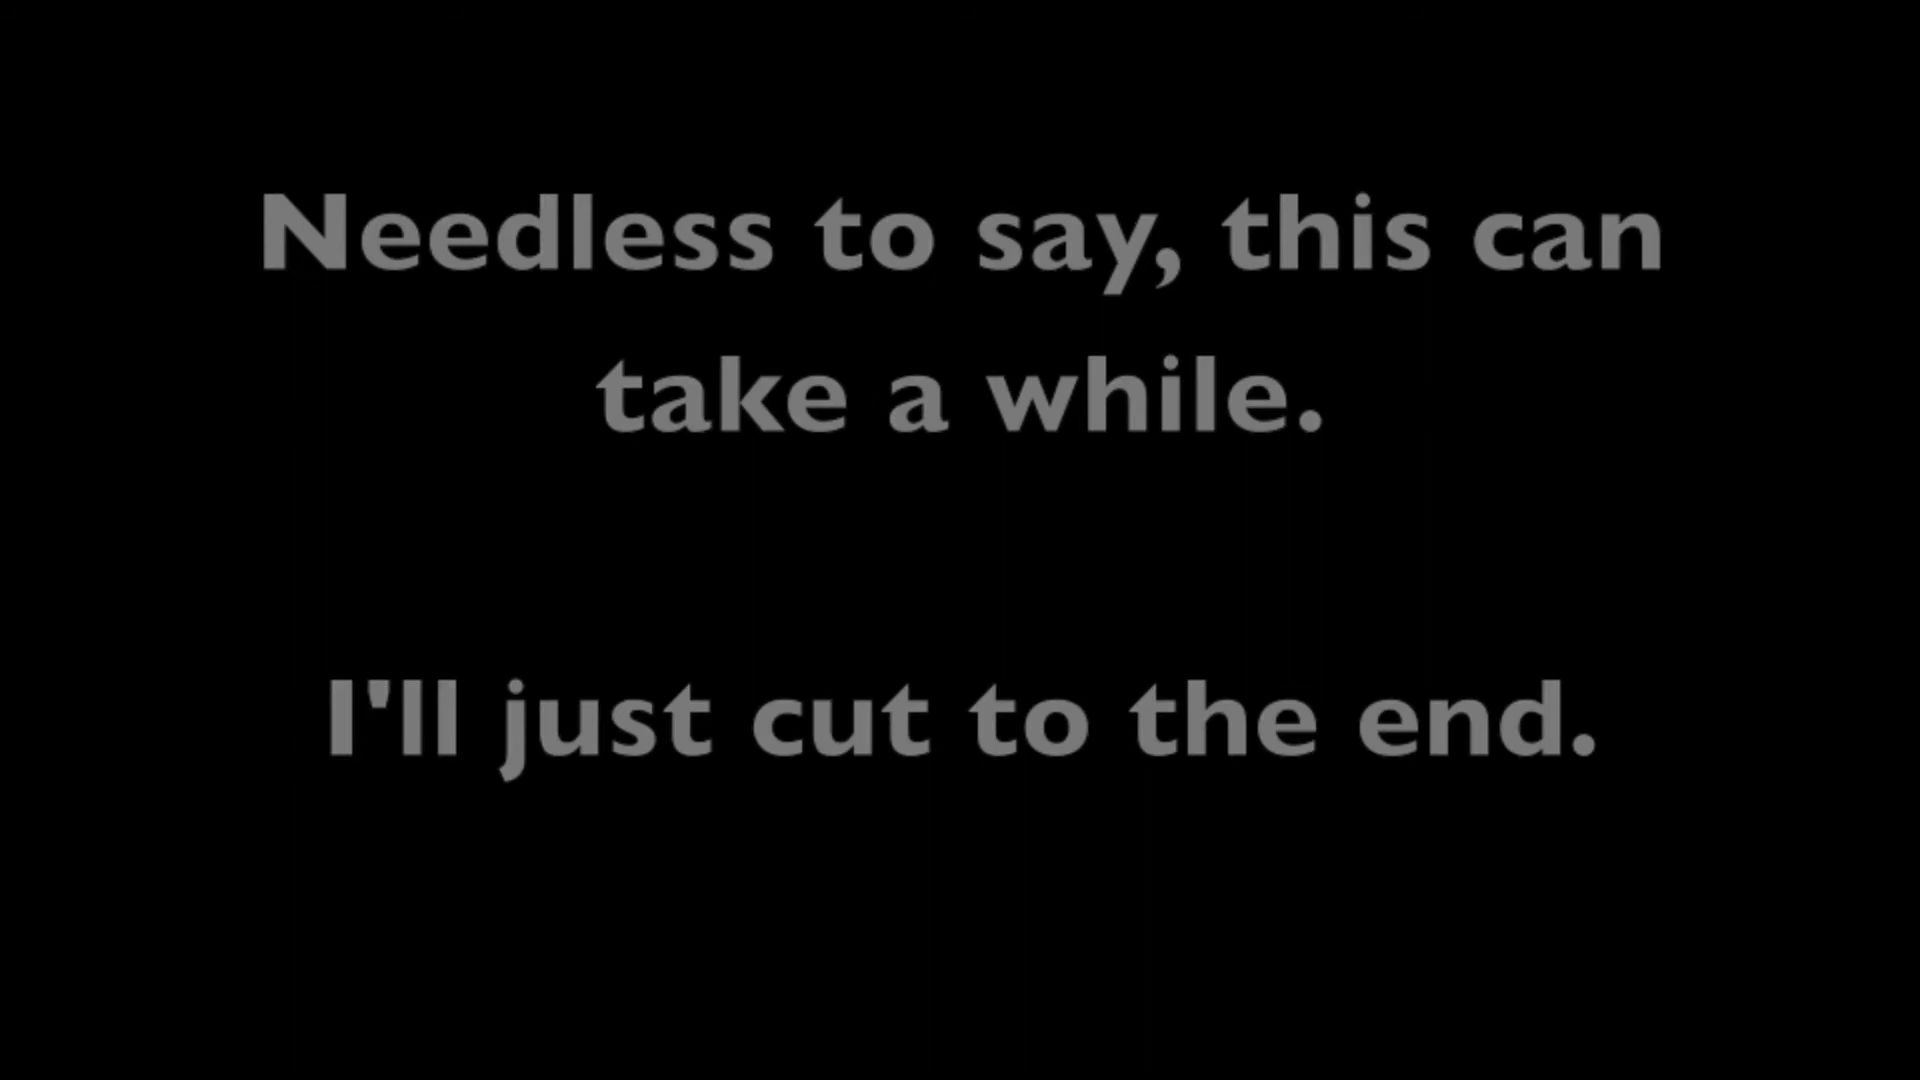 Needless to say, this can
take a while.
I'll just cut to the end.